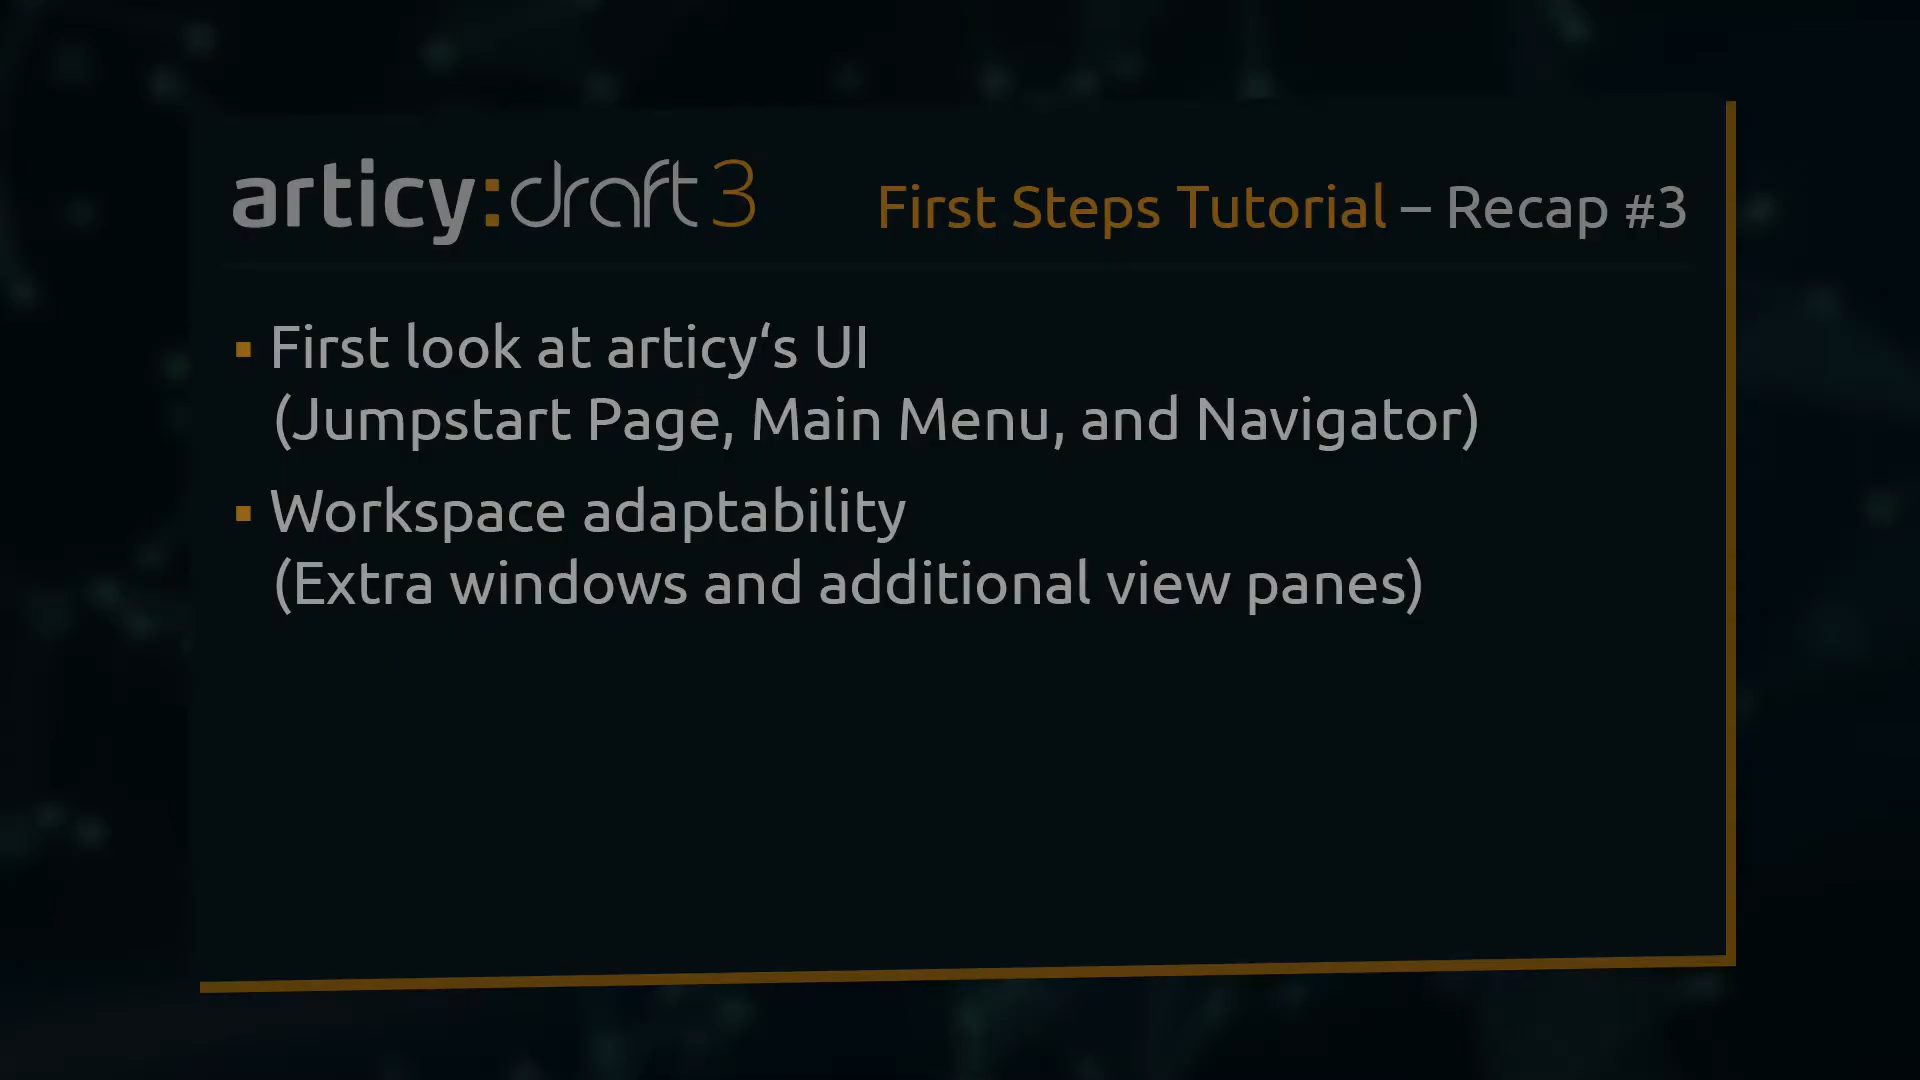 articy:draft 3
First Steps Tutorial – Recap #3
▪ First look at articy‘s UI
(Jumpstart Page, Main Menu, and Navigator)
▪ Workspace adaptability
(Extra windows and additional view panes)